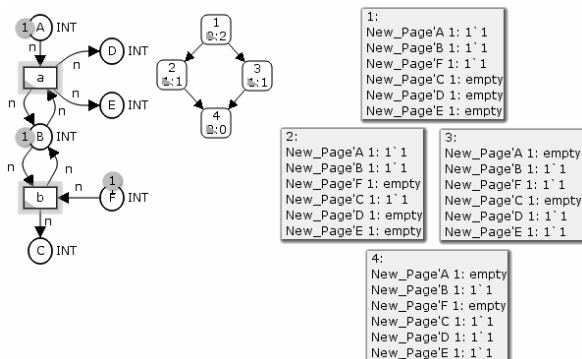 1 A INT
n
n D INT
a
n E INT
n n
1 B INT
n n
b n 1 F INT
n
C INT
1
:2
2
:1
3
:1
4
:0
1:
New_Page'A 1: 1`1
New_Page'B 1: 1`1
New_Page'F 1: 1`1
New_Page'C 1: empty
New_Page'D 1: empty
New_Page'E 1: empty
2:
New_Page'A 1: 1`1
New_Page'B 1: 1`1
New_Page'F 1: empty
New_Page'C 1: 1`1
New_Page'D 1: empty
New_Page'E 1: empty
3:
New_Page'A 1: empty
New_Page'B 1: 1`1
New_Page'F 1: 1`1
New_Page'C 1: empty
New_Page'D 1: 1`1
New_Page'E 1: 1`1
4:
New_Page'A 1: empty
New_Page'B 1: 1`1
New_Page'F 1: empty
New_Page'C 1: 1`1
New_Page'D 1: 1`1
New_Page'E 1: 1`1